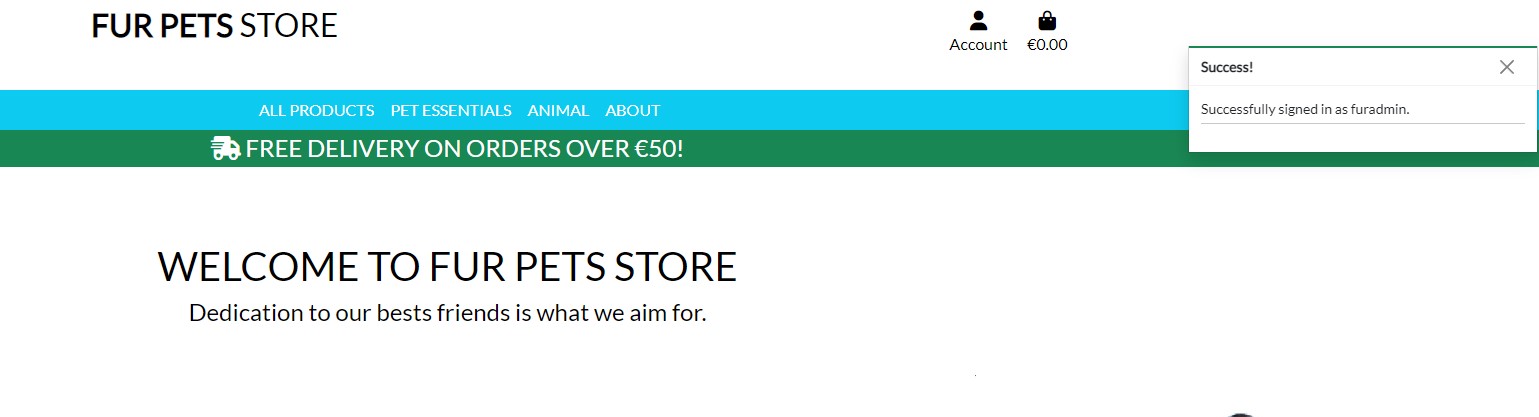 FUR PETS STORE
Account €0.00
Success!
Successfully signed in as furadmin.
ALL PRODUCTS PET ESSENTIALS ANIMAL ABOUT
FREE DELIVERY ON ORDERS OVER €50!
WELCOME TO FUR PETS STORE
Dedication to our bests friends is what we aim for.